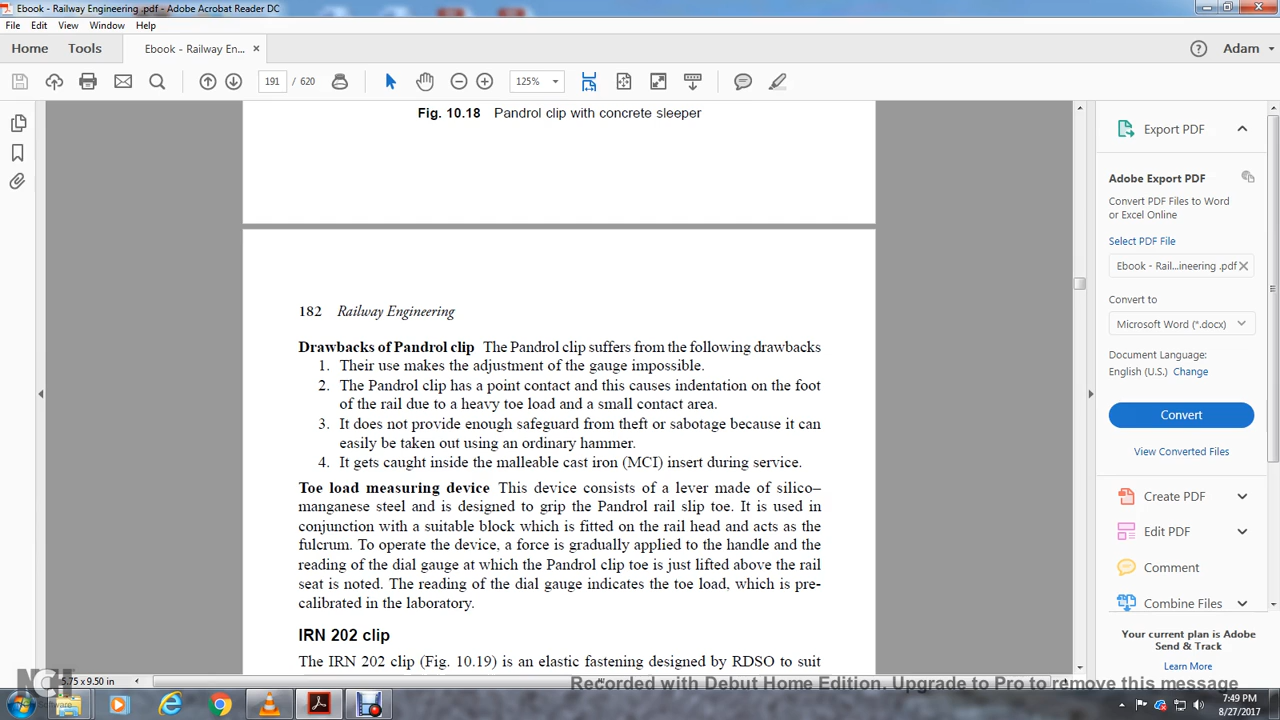 Ebook - Railway Engineering .pdf - Adobe Acrobat Reader DC
File Edit View Window Help
Home Tools Ebook - Railway En... × Adam
191 / 620 125%
Fig. 10.18 Pandrol clip with concrete sleeper
182 Railway Engineering
Drawbacks of Pandrol clip The Pandrol clip suffers from the following drawbacks
1. Their use makes the adjustment of the gauge impossible.
2. The Pandrol clip has a point contact and this causes indentation on the foot
of the rail due to a heavy toe load and a small contact area.
3. It does not provide enough safeguard from theft or sabotage because it can
easily be taken out using an ordinary hammer.
4. It gets caught inside the malleable cast iron (MCI) insert during service.
Toe load measuring device This device consists of a lever made of silico–
manganese steel and is designed to grip the Pandrol rail slip toe. It is used in
conjunction with a suitable block which is fitted on the rail head and acts as the
fulcrum. To operate the device, a force is gradually applied to the handle and the
reading of the dial gauge at which the Pandrol clip toe is just lifted above the rail
seat is noted. The reading of the dial gauge indicates the toe load, which is pre-
calibrated in the laboratory.
IRN 202 clip
The IRN 202 clip (Fig. 10.19) is an elastic fastening designed by RDSO to suit
5.75 x 9.50 in
Export PDF
Adobe Export PDF
Convert PDF Files to Word
or Excel Online
Select PDF File
Ebook - Rail...ineering .pdf ×
Convert to
Microsoft Word (*.docx)
Document Language:
English (U.S.) Change
Convert
View Converted Files
Create PDF
Edit PDF
Comment
Combine Files
Your current plan is Adobe
Send & Track
Learn More
NCH
Software
Recorded with Debut Home Edition. Upgrade to Pro to remove this message
7:49 PM
8/27/2017